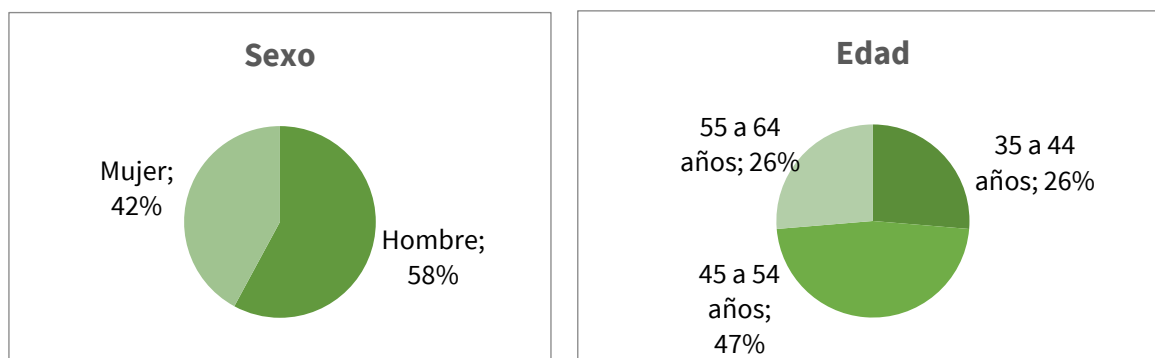 Sexo
Mujer;
42%
Hombre;
58%
Edad
55 a 64
años; 26%
35 a 44
años; 26%
45 a 54
años;
47%